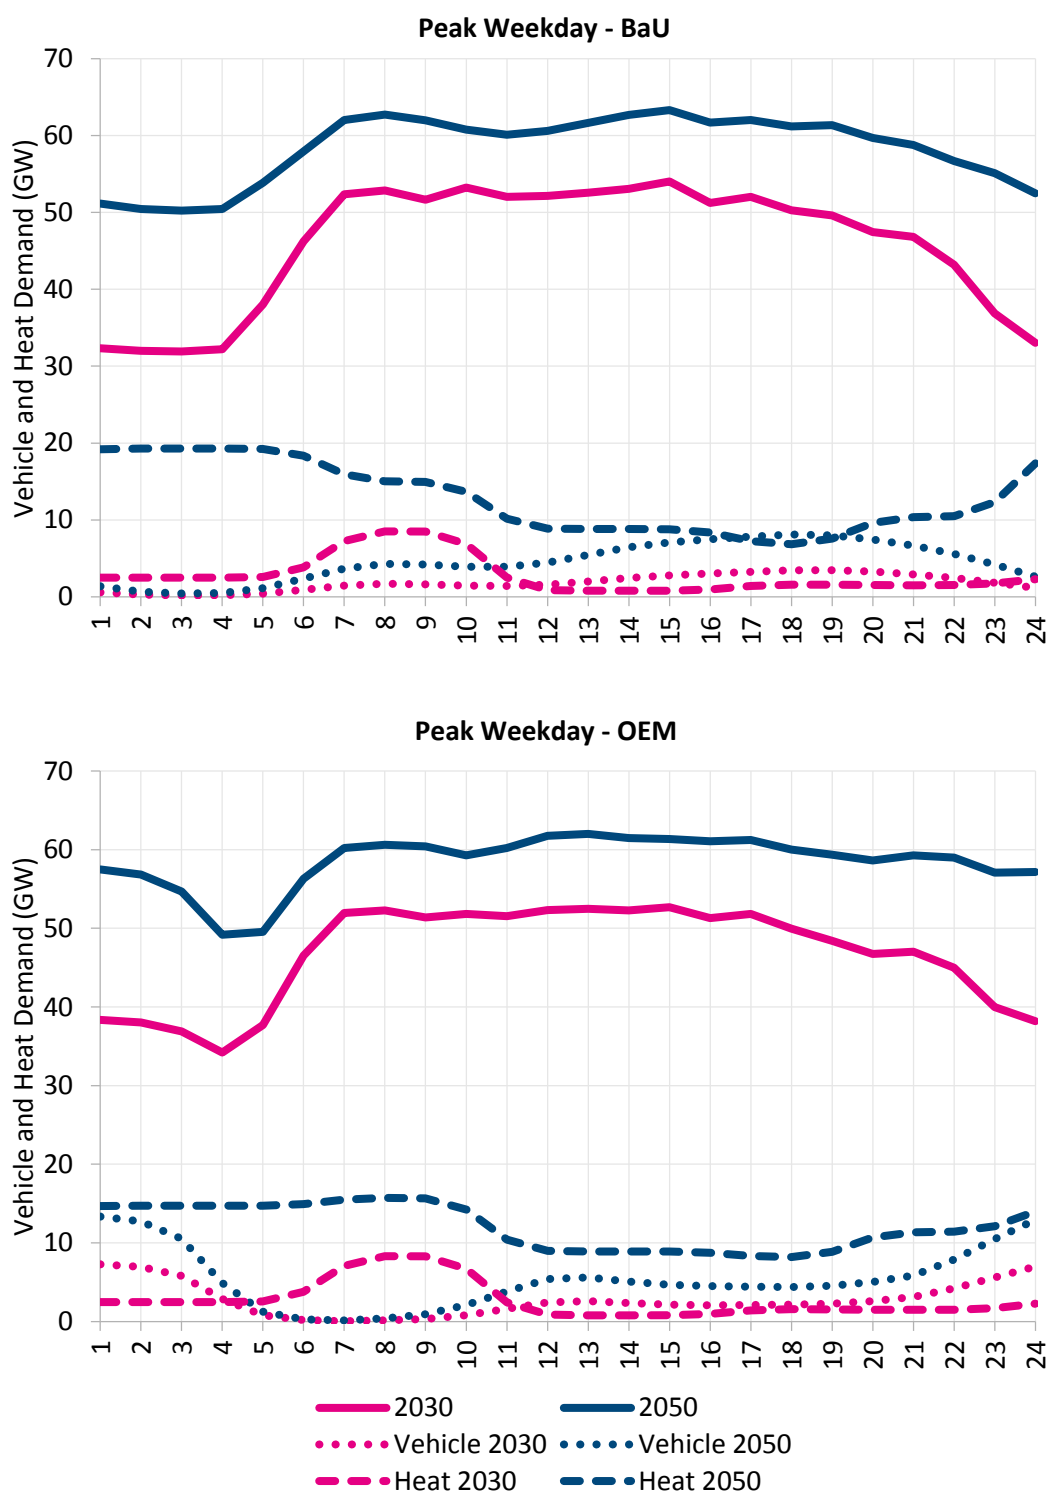 Peak Weekday - BaU
Vehicle and Heat Demand (GW)
70
60
50
40
30
20
10
0
1 2 3 4 5 6 7 8 9 10 11 12 13 14 15 16 17 18 19 20 21 22 23 24
Peak Weekday - OEM
Vehicle and Heat Demand (GW)
70
60
50
40
30
20
10
0
1 2 3 4 5 6 7 8 9 10 11 12 13 14 15 16 17 18 19 20 21 22 23 24
2030 2050
Vehicle 2030 Vehicle 2050
Heat 2030 Heat 2050